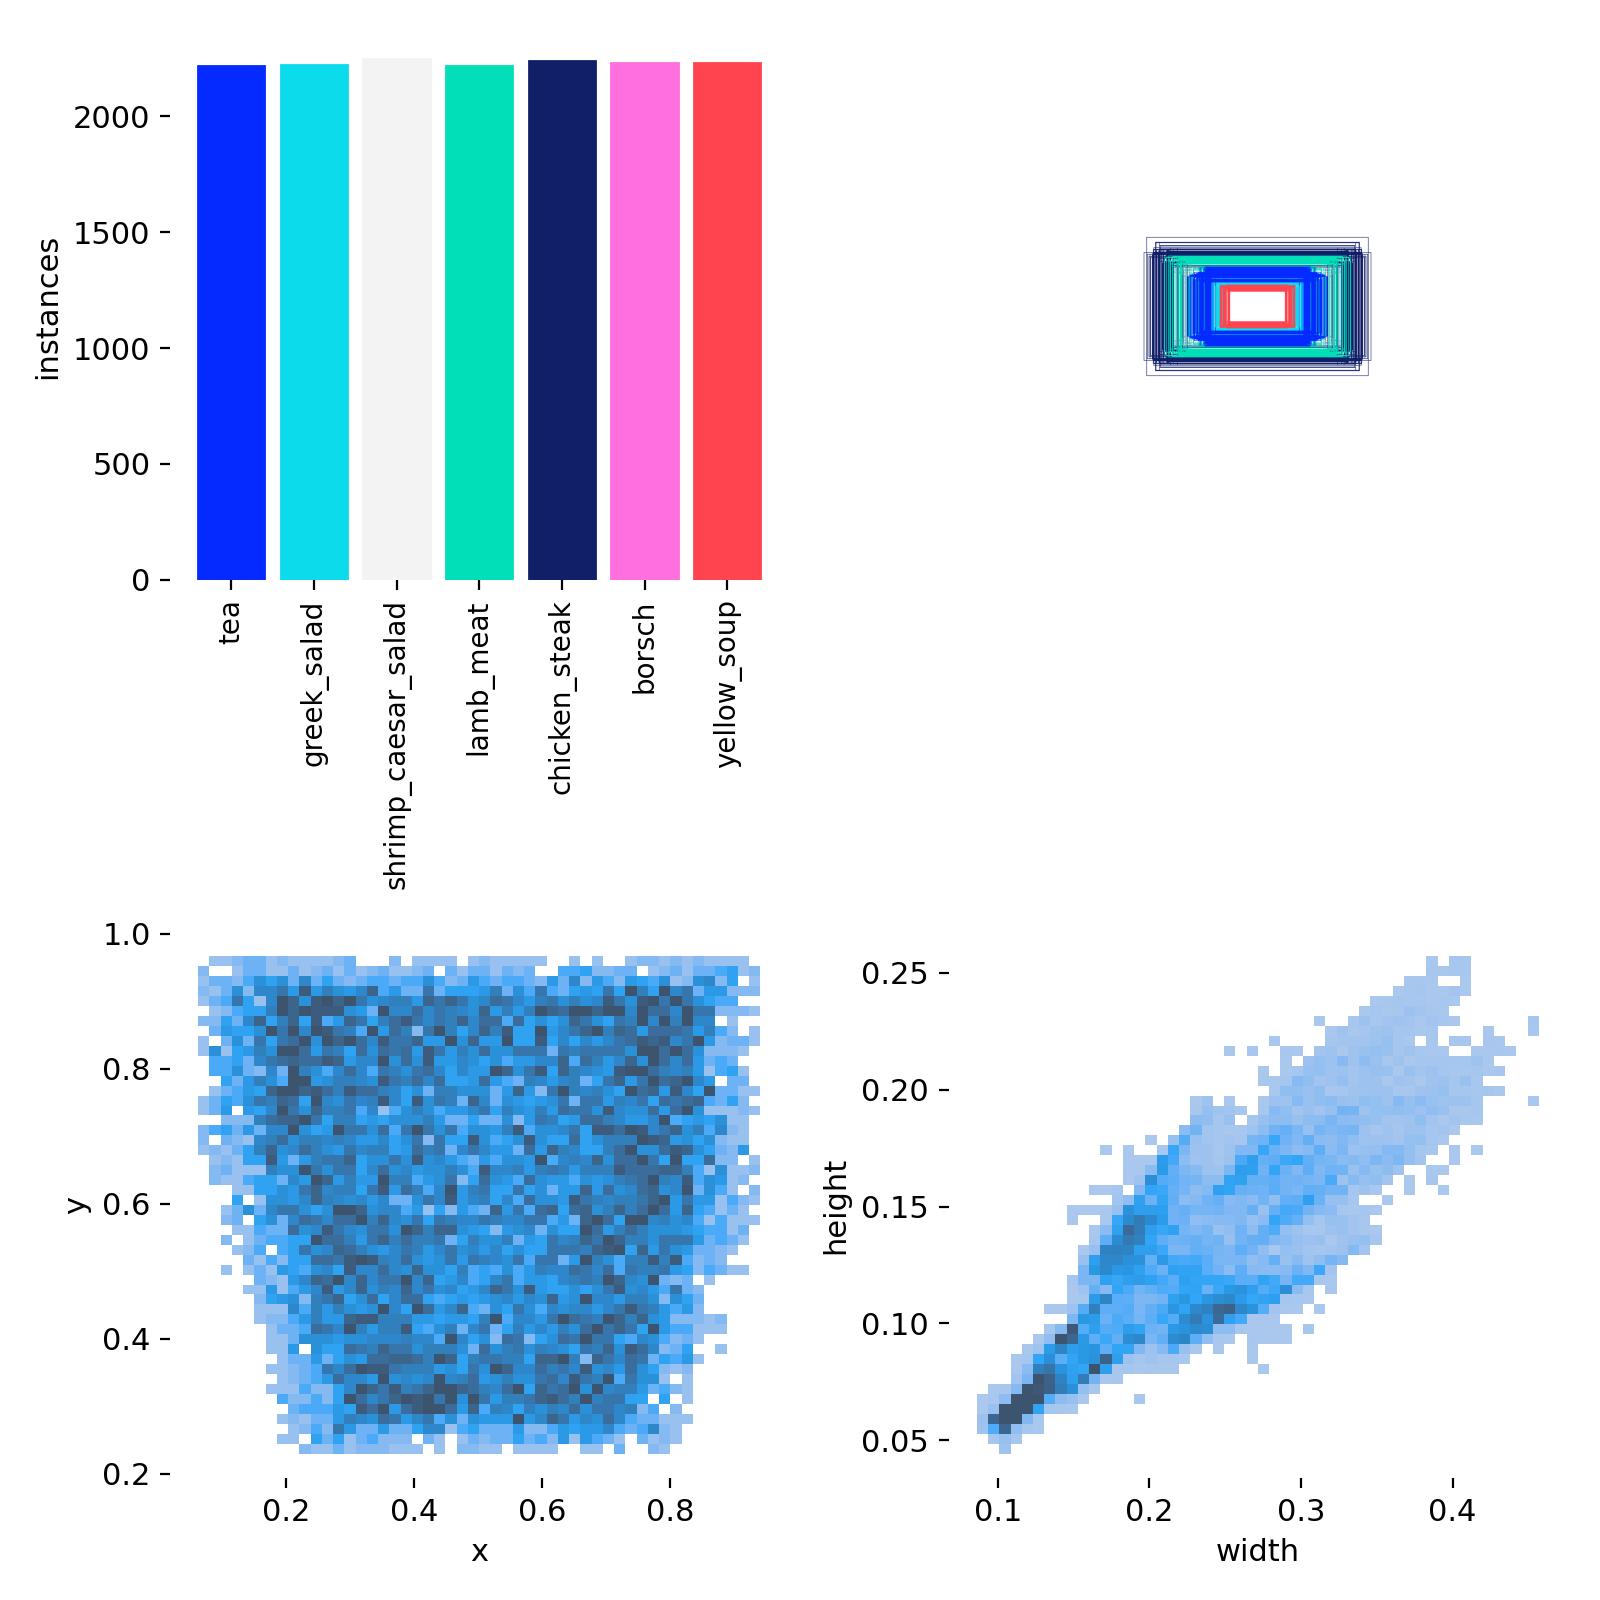 2000
1500
1000
500
0
instances
tea
greek_salad
shrimp_caesar_salad
lamb_meat
chicken_steak
borsch
yellow_soup
1.0
0.8
0.6
0.4
0.2
y
0.2 0.4 0.6 0.8
x
0.25
0.20
0.15
0.10
0.05
height
0.1 0.2 0.3 0.4
width